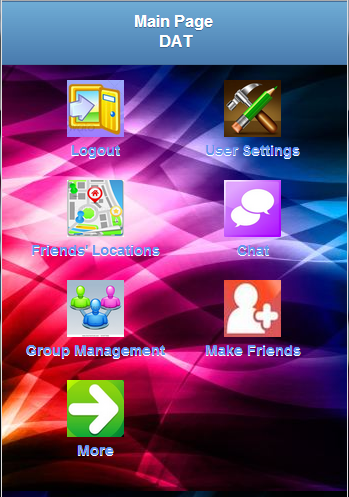 Main Page
DAT
Logout
User Settings
Friends' Locations
Chat
Group Management
Make Friends
More